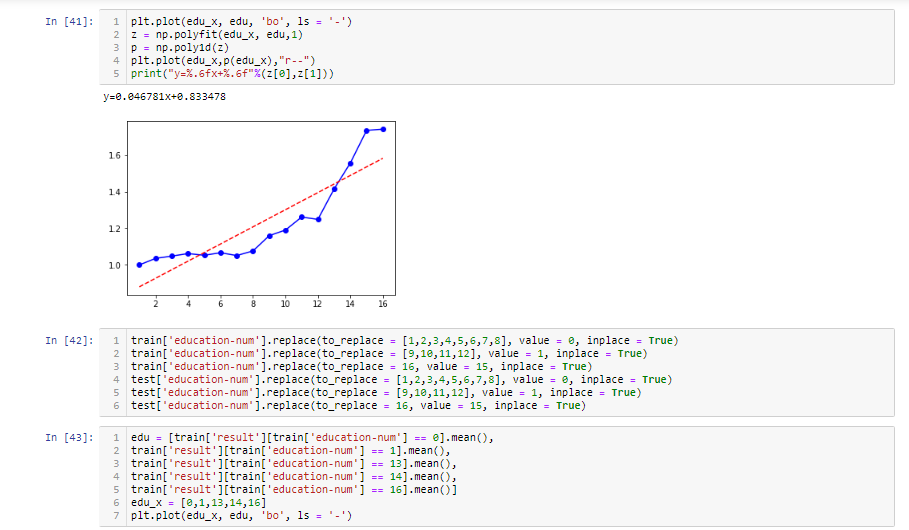 In [41]:
1 plt.plot(edu_x, edu, 'bo', ls = '-')
2 z = np.polyfit(edu_x, edu,1)
3 p = np.poly1d(z)
4 plt.plot(edu_x,p(edu_x),"r--")
5 print("y=%.6fx+%.6f"%(z[0],z[1]))
y=0.046781x+0.833478
1.6
1.4
1.2
1.0
2 4 6 8 10 12 14 16
In [42]:
1 train['education-num'].replace(to_replace = [1,2,3,4,5,6,7,8], value = 0, inplace = True)
2 train['education-num'].replace(to_replace = [9,10,11,12], value = 1, inplace = True)
3 train['education-num'].replace(to_replace = 16, value = 15, inplace = True)
4 test['education-num'].replace(to_replace = [1,2,3,4,5,6,7,8], value = 0, inplace = True)
5 test['education-num'].replace(to_replace = [9,10,11,12], value = 1, inplace = True)
6 test['education-num'].replace(to_replace = 16, value = 15, inplace = True)
In [43]:
1 edu = [train['result'][train['education-num'] == 0].mean(),
2 train['result'][train['education-num'] == 1].mean(),
3 train['result'][train['education-num'] == 13].mean(),
4 train['result'][train['education-num'] == 14].mean(),
5 train['result'][train['education-num'] == 16].mean()]
6 edu_x = [0,1,13,14,16]
7 plt.plot(edu_x, edu, 'bo', ls = '-')